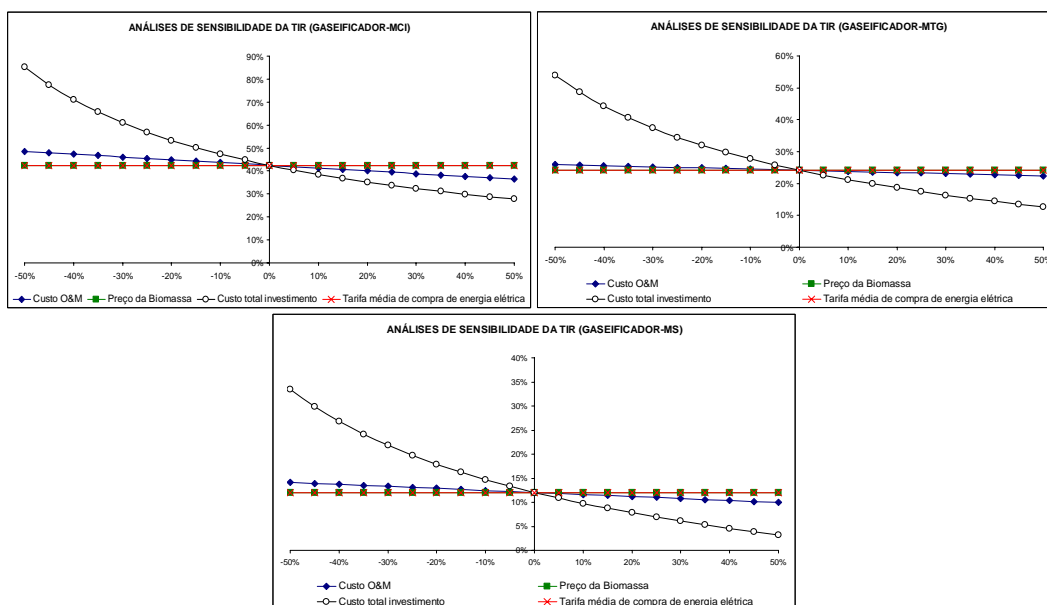 ANÁLISES DE SENSIBILIDADE DA TIR (GASEIFICADOR-MCI)
90%
80%
70%
60%
50%
40%
30%
20%
10%
0%
-50% -40% -30% -20% -10% 0% 10% 20% 30% 40% 50%
Custo O&M Preço da Biomassa Custo total investimento Tarifa média de compra de energia elétrica
ANÁLISES DE SENSIBILIDADE DA TIR (GASEIFICADOR-MTG)
60%
50%
40%
30%
20%
10%
0%
-50% -40% -30% -20% -10% 0% 10% 20% 30% 40% 50%
Custo O&M Preço da Biomassa
Custo total investimento Tarifa média de compra de energia elétrica
ANÁLISES DE SENSIBILIDADE DA TIR (GASEIFICADOR-MS)
40%
35%
30%
25%
20%
15%
10%
5%
0%
-50% -40% -30% -20% -10% 0% 10% 20% 30% 40% 50%
Custo O&M Preço da Biomassa
Custo total investimento Tarifa média de compra de energia elétrica